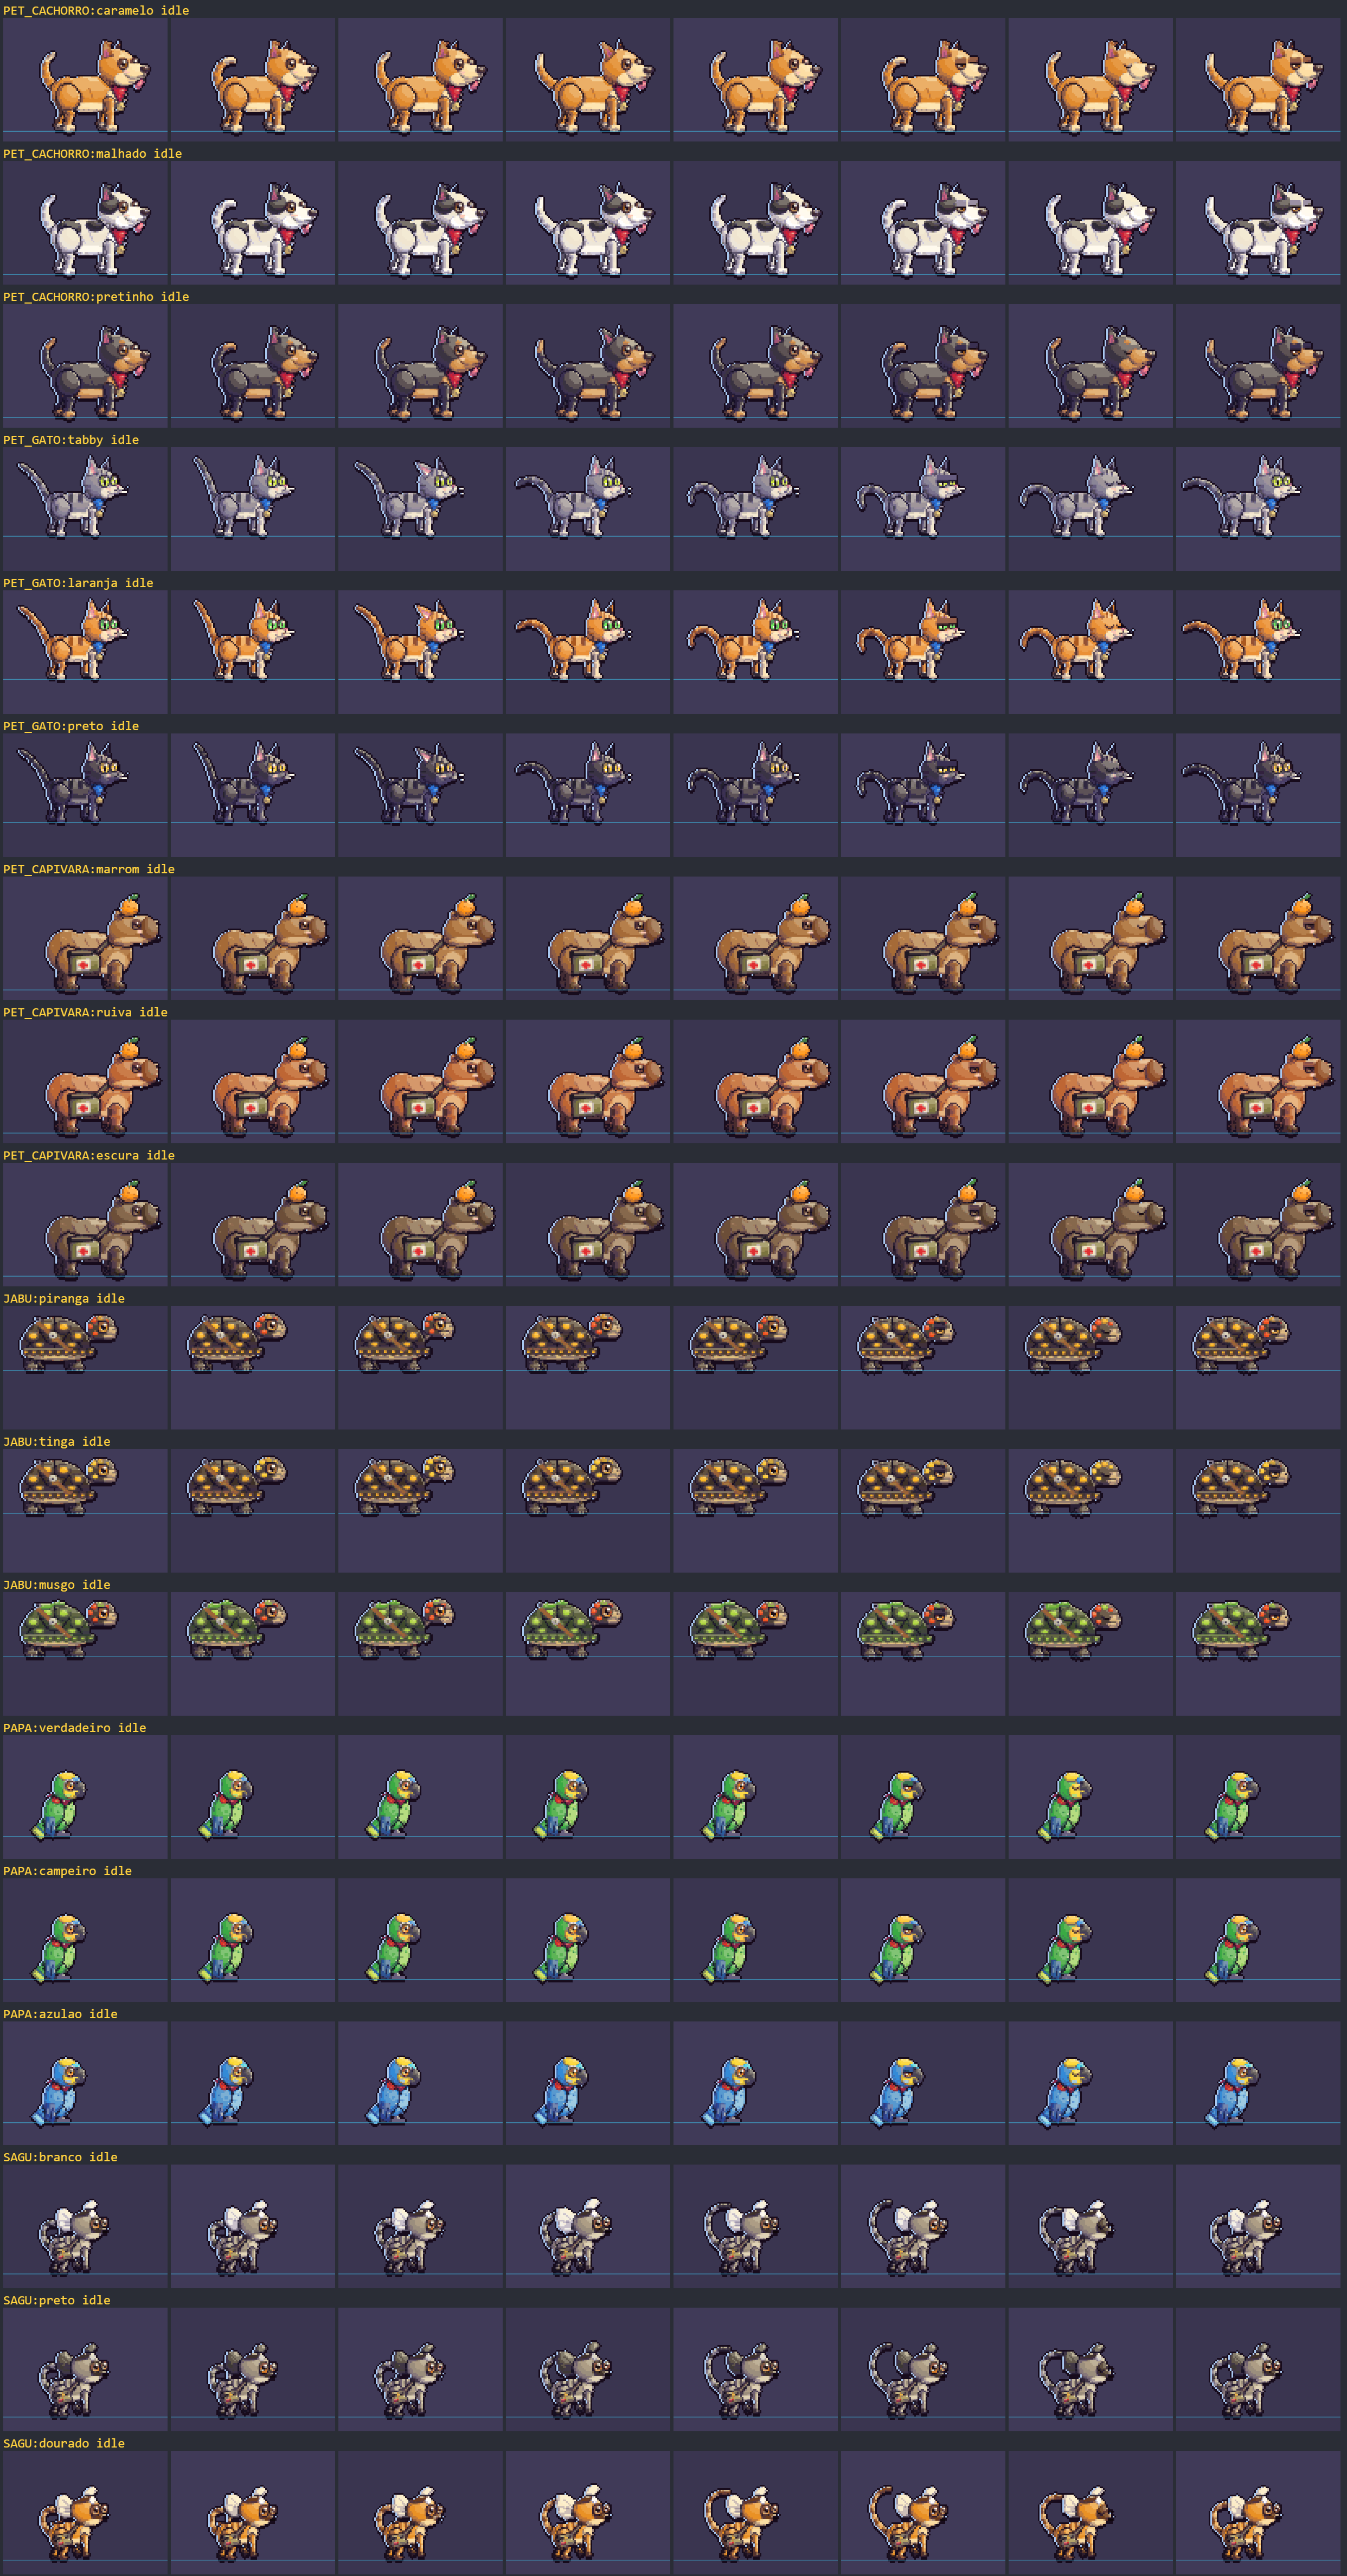 PET_CACHORRO:caramelo idle
PET_CACHORRO:malhado idle
PET_CACHORRO:pretinho idle
PET_GATO:tabby idle
PET_GATO:laranja idle
PET_GATO:preto idle
PET_CAPIVARA:marrom idle
PET_CAPIVARA:ruiva idle
PET_CAPIVARA:escura idle
JABU:piranga idle
JABU:tinga idle
JABU:musgo idle
PAPA:verdadeiro idle
PAPA:campeiro idle
PAPA:azulao idle
SAGU:branco idle
SAGU:preto idle
SAGU:dourado idle